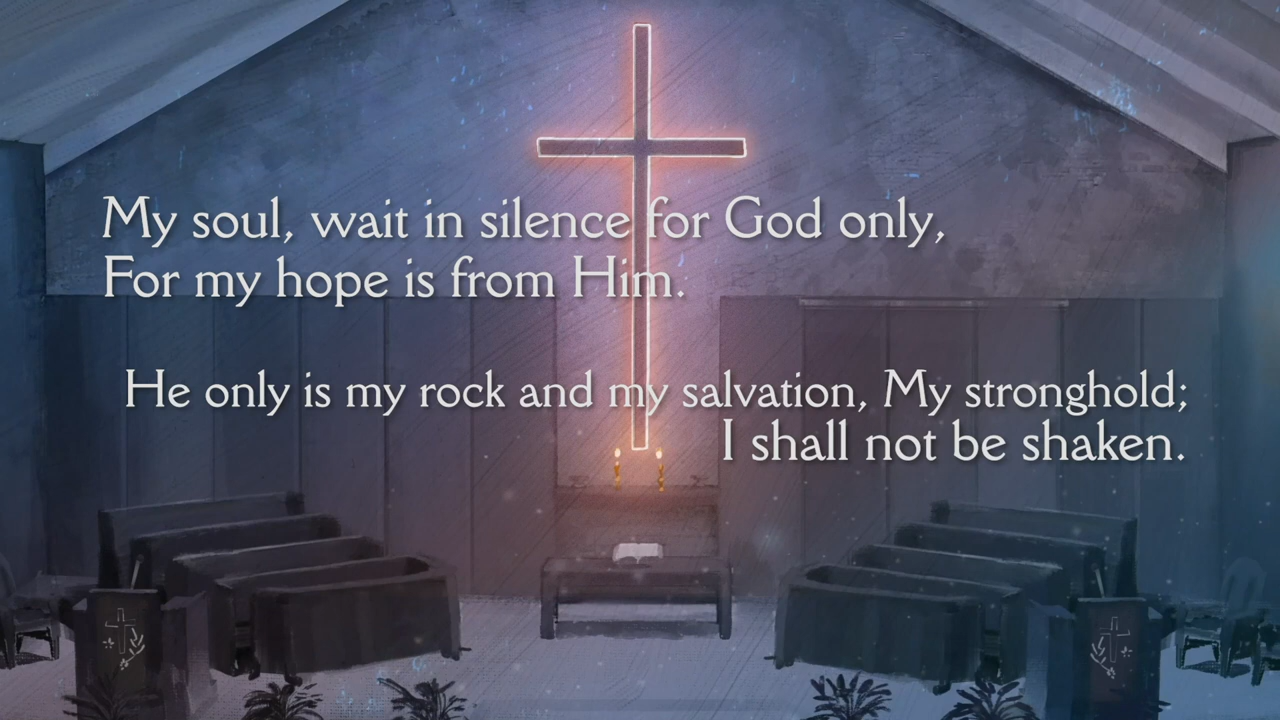 My soul, wait in silence for God only,
For my hope is from Him.
He only is my rock and my salvation, My stronghold;
I shall not be shaken.